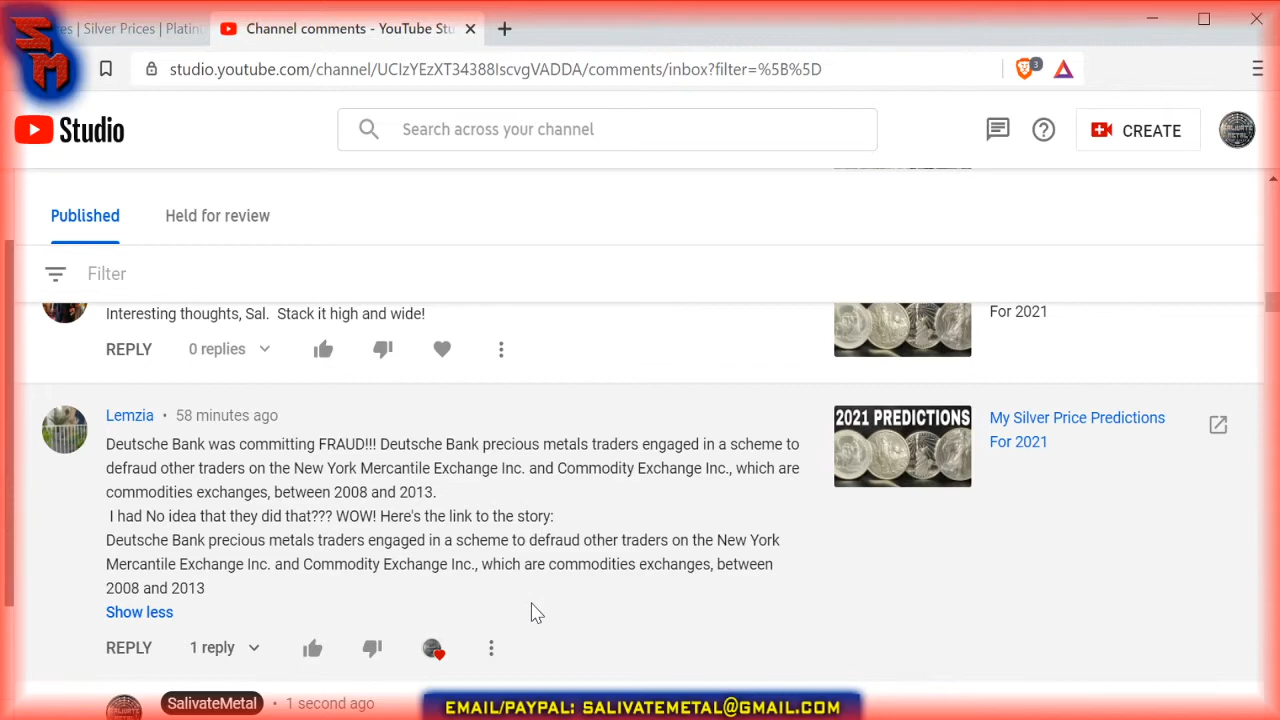 SM
es | Silver Prices | Platinu
Channel comments - YouTube Stu
studio.youtube.com/channel/UCIzYEzXT34388lscvgVADDA/comments/inbox?filter=%5B%5D
3
Studio
Search across your channel
CREATE
Published
Held for review
Filter
Interesting thoughts, Sal. Stack it high and wide!
For 2021
REPLY
0 replies
Lemzia • 58 minutes ago
2021 PREDICTIONS
My Silver Price Predictions
For 2021
Deutsche Bank was committing FRAUD!!! Deutsche Bank precious metals traders engaged in a scheme to
defraud other traders on the New York Mercantile Exchange Inc. and Commodity Exchange Inc., which are
commodities exchanges, between 2008 and 2013.
I had No idea that they did that??? WOW! Here's the link to the story:
Deutsche Bank precious metals traders engaged in a scheme to defraud other traders on the New York
Mercantile Exchange Inc. and Commodity Exchange Inc., which are commodities exchanges, between
2008 and 2013
Show less
REPLY
1 reply
SalivateMetal • 1 second ago
EMAIL/PAYPAL: SALIVATEMETAL@GMAIL.COM